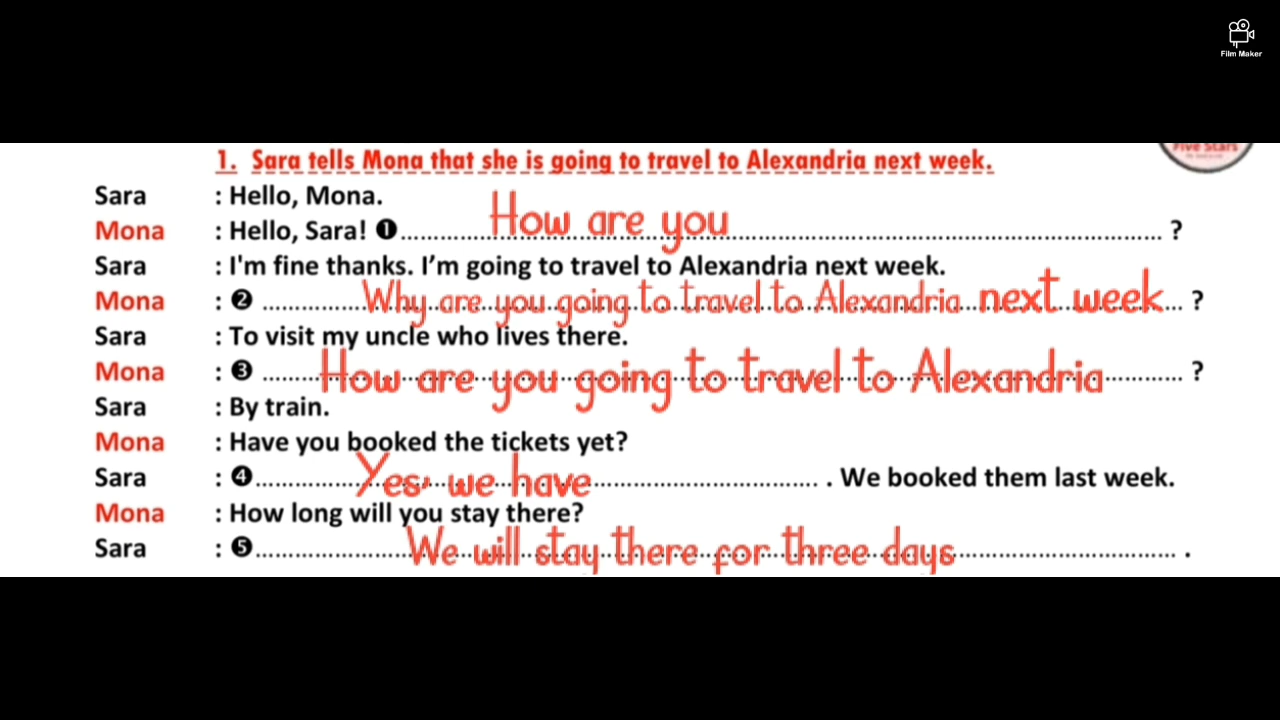 Film Maker
1. Sara tells Mona that she is going to travel to Alexandria next week.
Five Stars
Sara : Hello, Mona.
Mona : Hello, Sara! ❶ How are you ?
Sara : I'm fine thanks. I'm going to travel to Alexandria next week.
Mona : ❷ Why are you going to travel to Alexandria next week ?
Sara : To visit my uncle who lives there.
Mona : ❸ How are you going to travel to Alexandria ?
Sara : By train.
Mona : Have you booked the tickets yet?
Sara : ❹ Yes, we have . We booked them last week.
Mona : How long will you stay there?
Sara : ❺ We will stay there for three days .